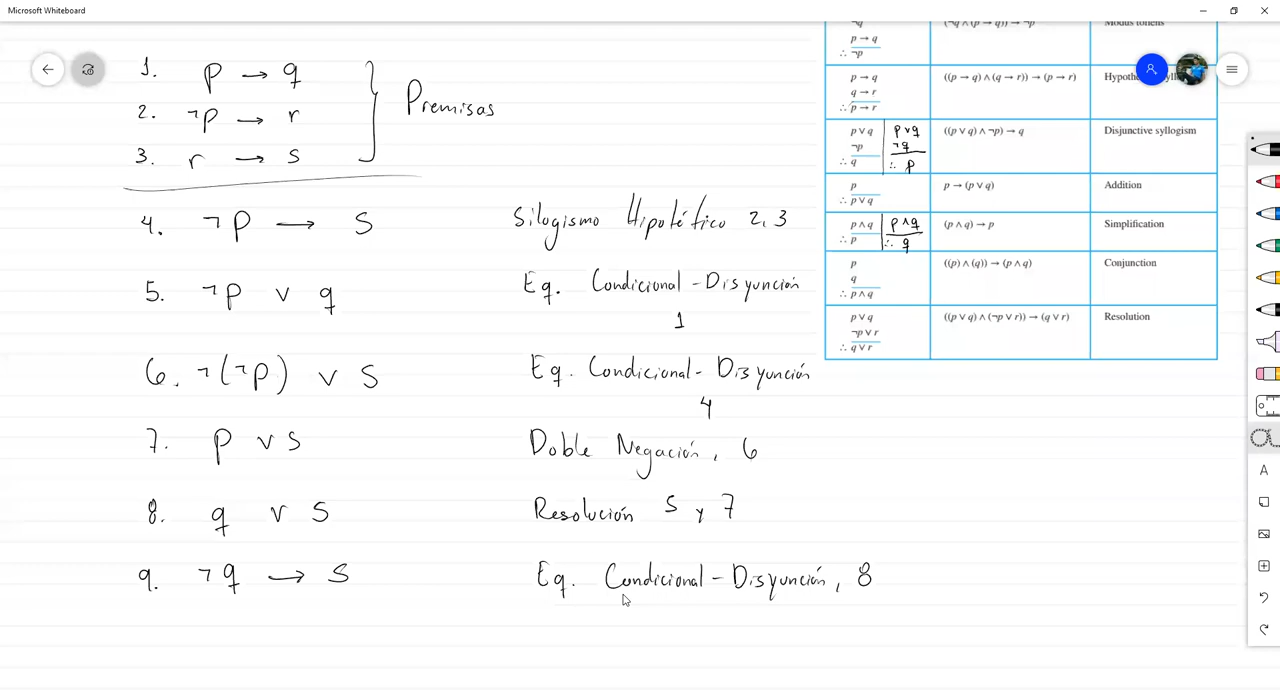 Microsoft Whiteboard
1. p → q
2. ¬p → r
3. r → s
Premisas
4. ¬p → s Silogismo Hipotético 2, 3
5. ¬p ∨ q Eq. Condicional - Disyunción
1
6. ¬(¬p) ∨ s Eq. Condicional - Disyunción
4
7. p ∨ s Doble Negación, 6
8. q ∨ s Resolución 5 y 7
9. ¬q → s Eq. Condicional - Disyunción, 8
¬q (¬q ∧ (p → q)) → ¬p Modus tollens
p → q
∴ ¬p
p → q ((p → q) ∧ (q → r)) → (p → r)
q → r
∴ p → r
p ∨ q p ∨ q ((p ∨ q) ∧ ¬p) → q Disjunctive syllogism
¬p ¬q
∴ q ∴ p
p p → (p ∨ q) Addition
∴ p ∨ q
p ∧ q p ∧ q (p ∧ q) → p Simplification
∴ p ∴ q
p ((p) ∧ (q)) → (p ∧ q) Conjunction
q
∴ p ∧ q
p ∨ q ((p ∨ q) ∧ (¬p ∨ r)) → (q ∨ r) Resolution
¬p ∨ r
∴ q ∨ r
A